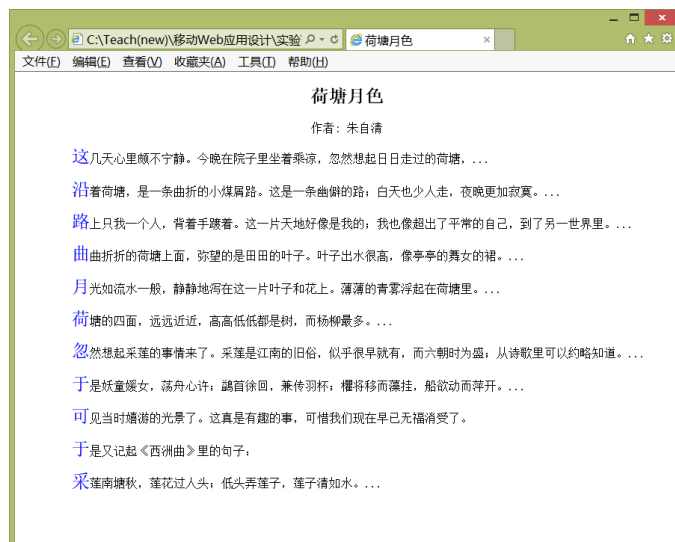 C:\Teach(new)\移动Web应用设计\实验
荷塘月色
文件(F) 编辑(E) 查看(V) 收藏夹(A) 工具(T) 帮助(H)
荷塘月色
作者：朱自清
这几天心里颇不宁静。今晚在院子里坐着乘凉，忽然想起日日走过的荷塘，...
沿着荷塘，是一条曲折的小煤屑路。这是一条幽僻的路；白天也少人走，夜晚更加寂寞。...
路上只我一个人，背着手踱着。这一片天地好像是我的；我也像超出了平常的自己，到了另一世界里。...
曲曲折折的荷塘上面，弥望的是田田的叶子。叶子出水很高，像亭亭的舞女的裙。...
月光如流水一般，静静地泻在这一片叶子和花上。薄薄的青雾浮起在荷塘里。...
荷塘的四面，远远近近，高高低低都是树，而杨柳最多。...
忽然想起采莲的事情来了。采莲是江南的旧俗，似乎很早就有，而六朝时为盛；从诗歌里可以约略知道。...
于是妖童媛女，荡舟心许；鷁首徐回，兼传羽杯；櫂将移而藻挂，船欲动而萍开。...
可见当时嬉游的光景了。这真是有趣的事，可惜我们现在早已无福消受了。
于是又记起《西洲曲》里的句子：
采莲南塘秋，莲花过人头；低头弄莲子，莲子清如水。...